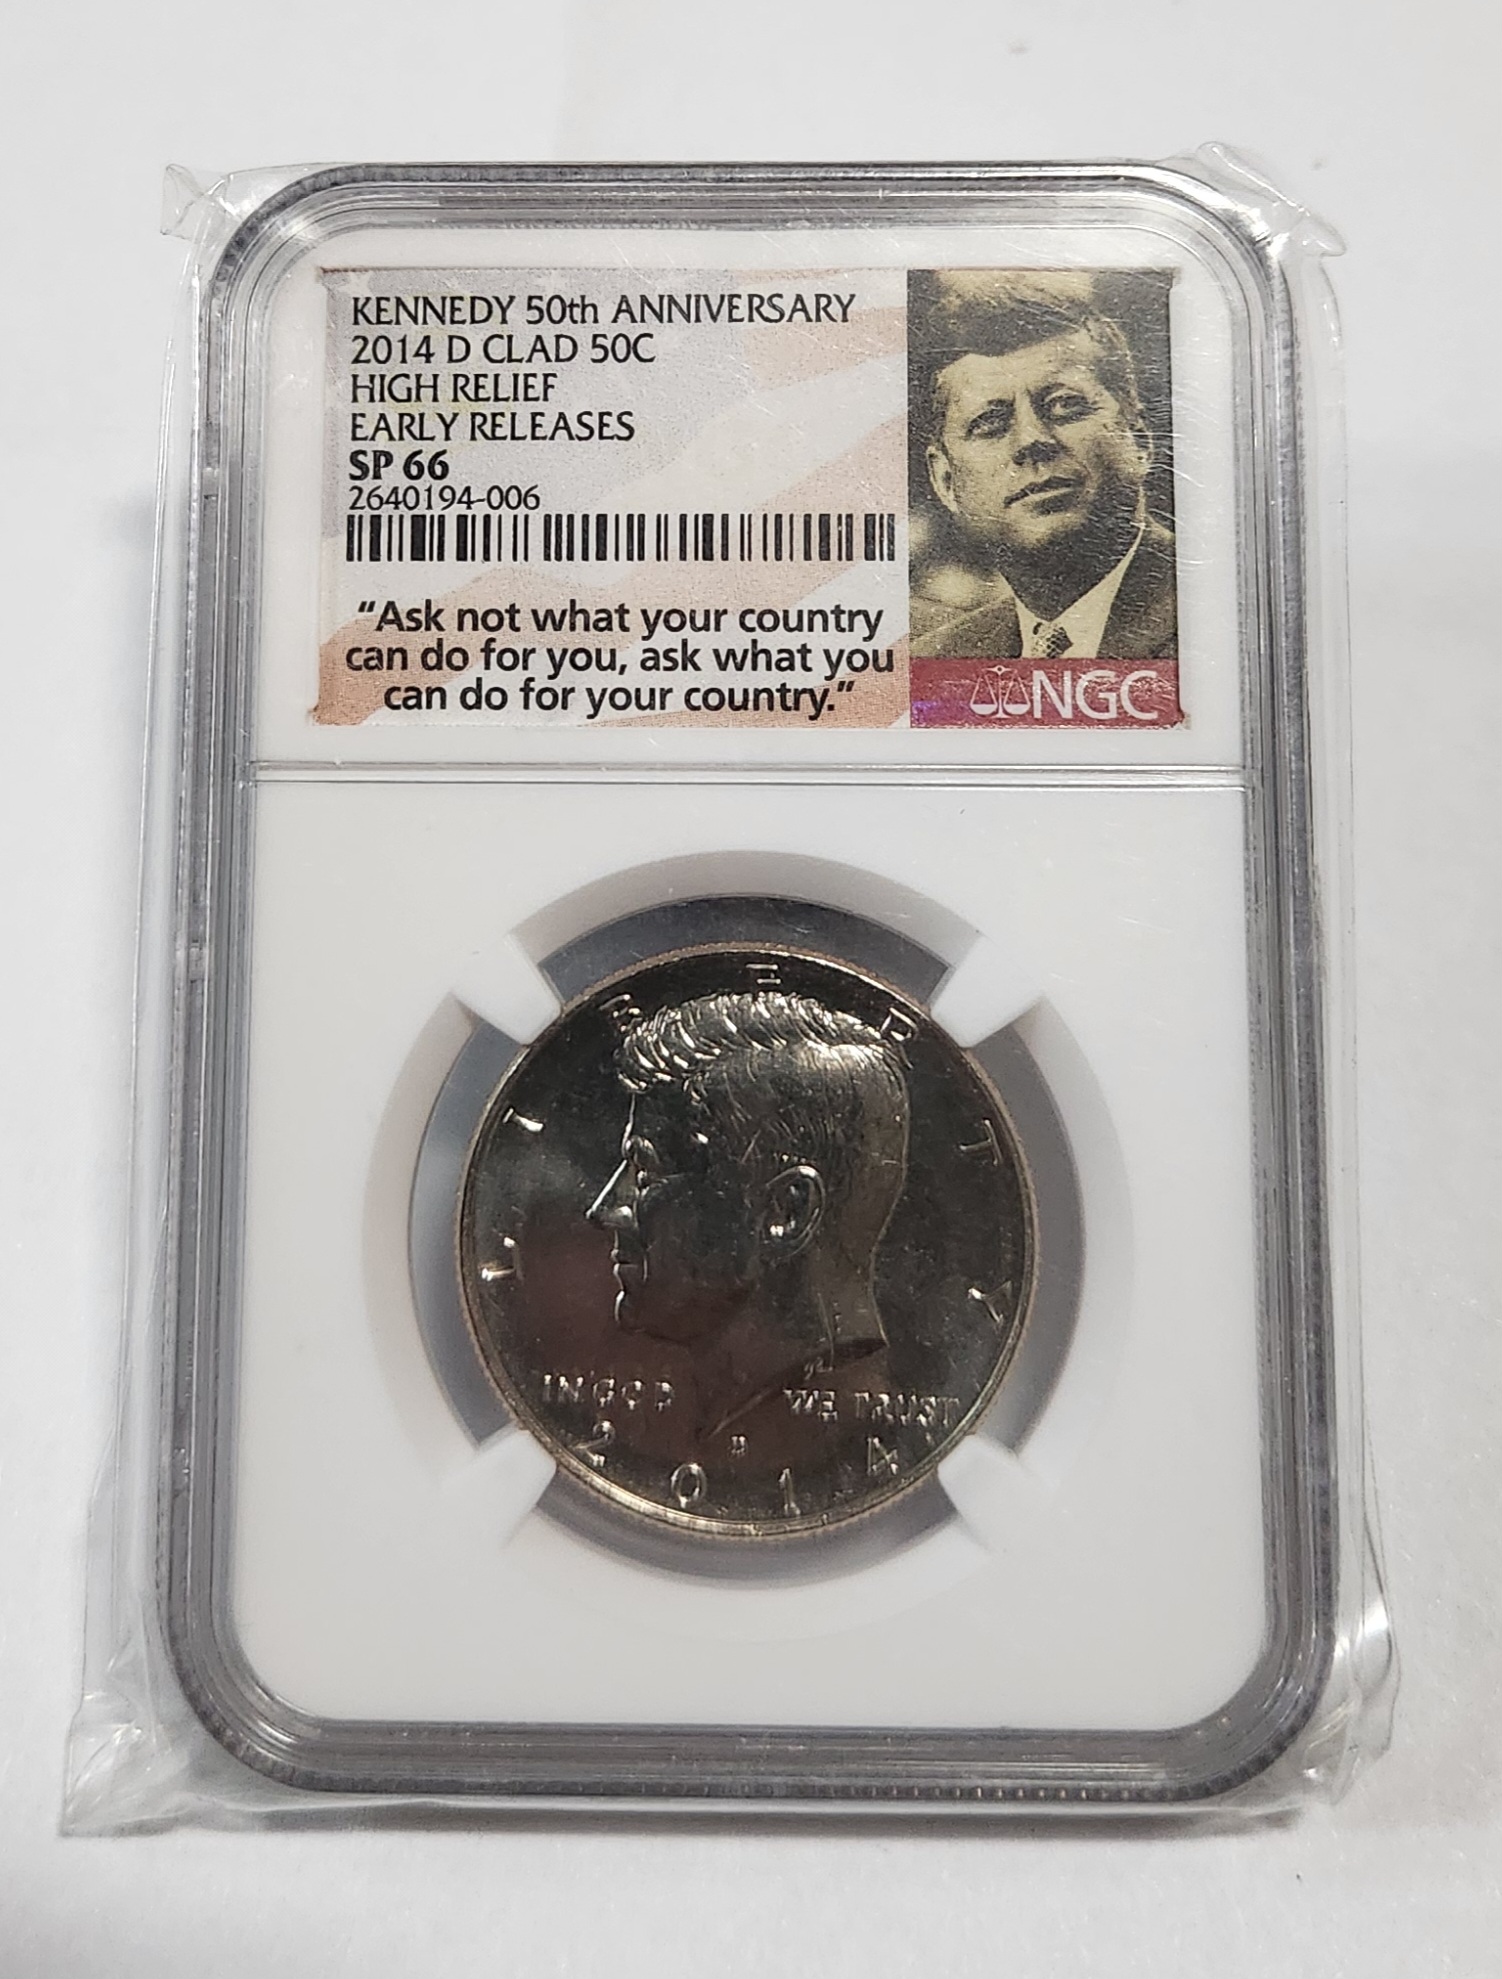 KENNEDY 50th ANNIVERSARY
2014 D CLAD 50C
HIGH RELIEF
EARLY RELEASES
SP 66
2640194-006
“Ask not what your country
can do for you, ask what you
can do for your country.”
NGC
LIBERTY
IN GOD WE TRUST
D
2014